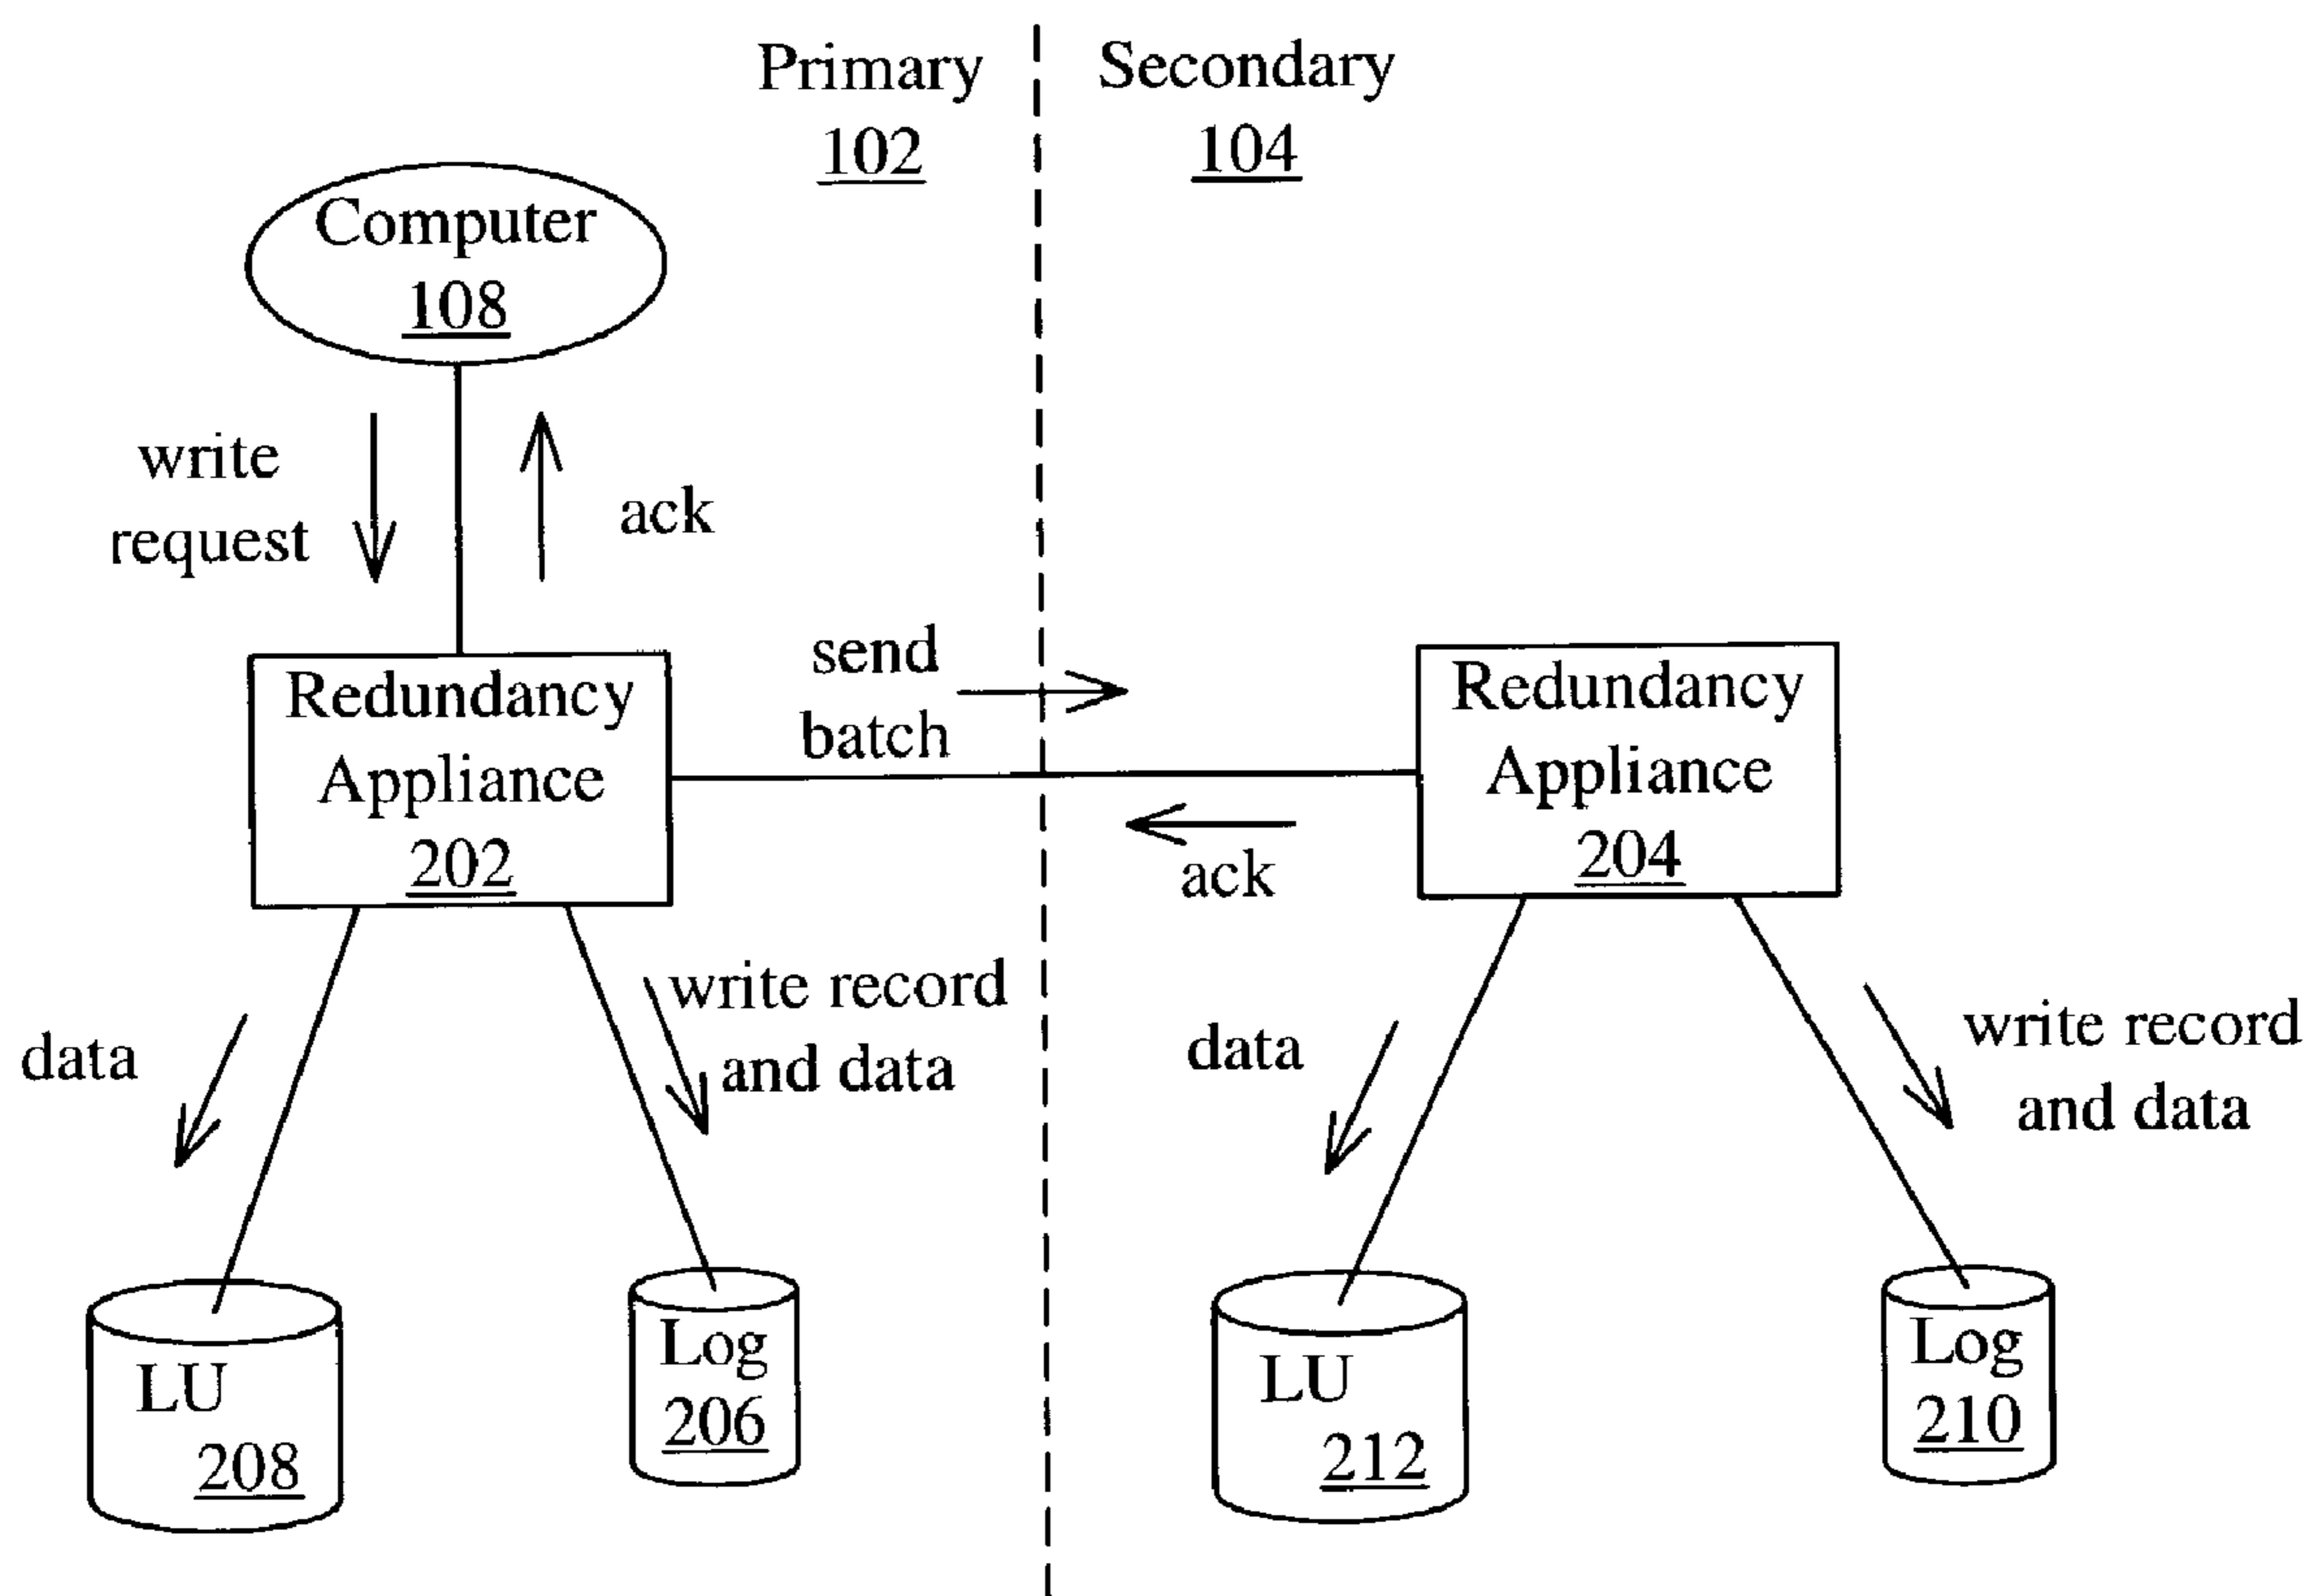 Primary
102
Secondary
104
Computer
108
write
request
ack
send
batch
Redundancy
Appliance
202
ack
Redundancy
Appliance
204
data
write record
and data
data
write record
and data
LU
208
Log
206
LU
212
Log
210